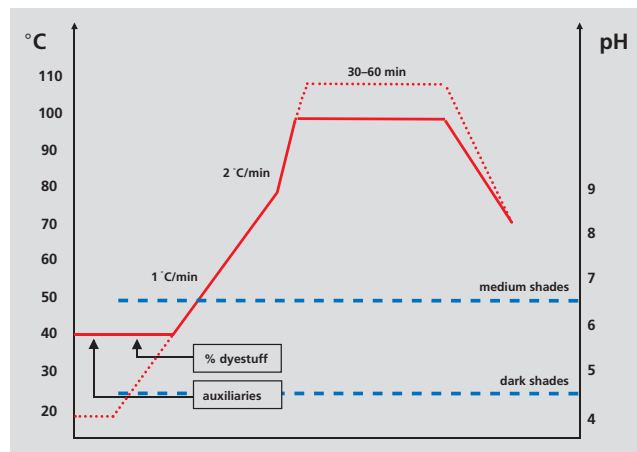 °C
pH
110
100
90
80
70
60
50
40
30
20
30–60 min
2 °C/min
1 °C/min
9
8
7
6
5
4
medium shades
dark shades
% dyestuff
auxiliaries